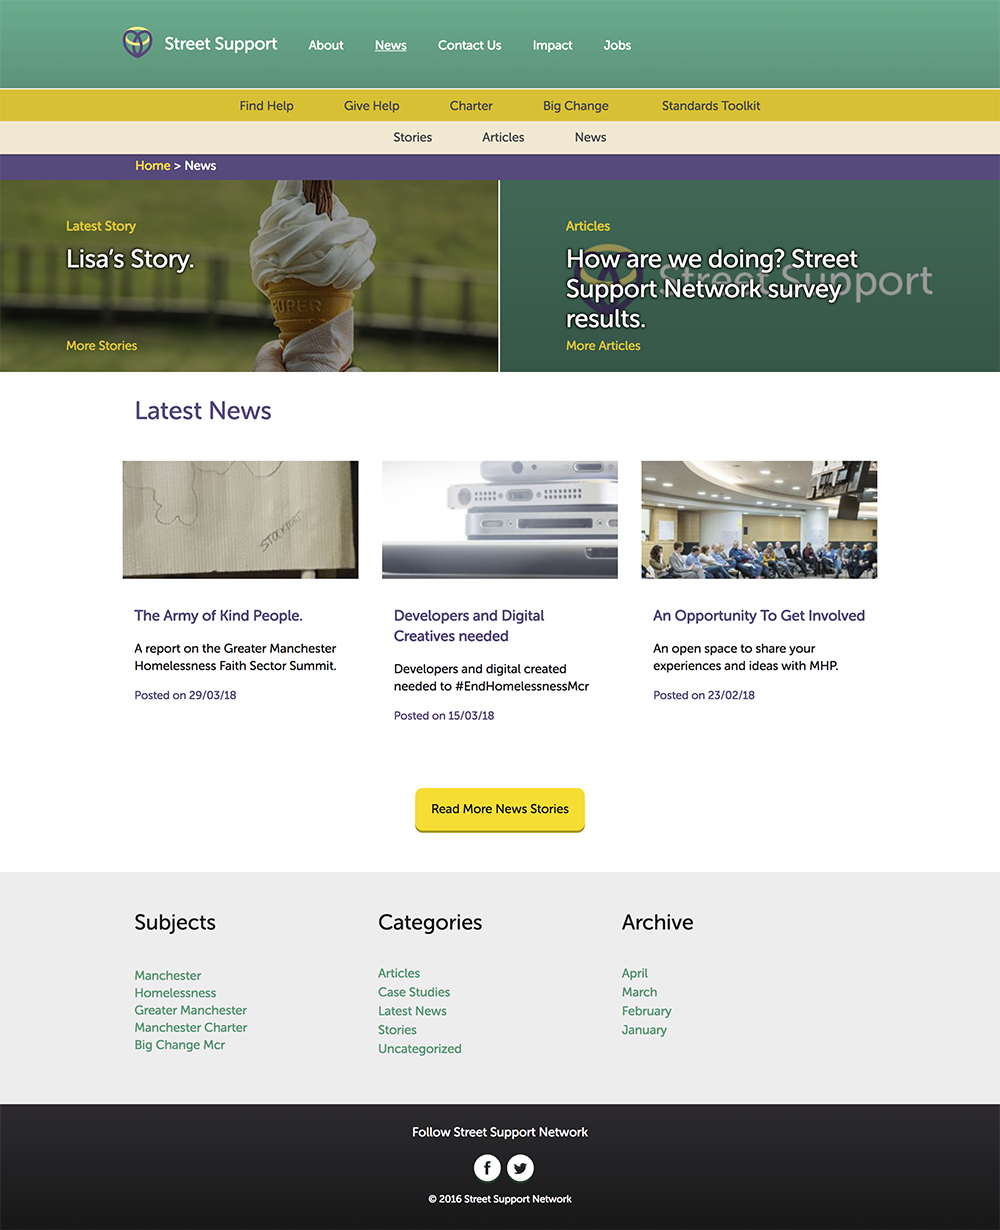 Street Support About News Contact Us Impact Jobs
Find Help Give Help Charter Big Change Standards Toolkit
Stories Articles News
Home > News
Latest Story
Lisa's Story.
SUPER
More Stories
Articles
How are we doing? Street
Support Network survey
results.
Street Support
More Articles
Latest News
STOCKPORT
The Army of Kind People.
A report on the Greater Manchester
Homelessness Faith Sector Summit.
Posted on 29/03/18
Developers and Digital
Creatives needed
Developers and digital created
needed to #EndHomelessnessMcr
Posted on 15/03/18
An Opportunity To Get Involved
An open space to share your
experiences and ideas with MHP.
Posted on 23/02/18
Read More News Stories
Subjects
Manchester
Homelessness
Greater Manchester
Manchester Charter
Big Change Mcr
Categories
Articles
Case Studies
Latest News
Stories
Uncategorized
Archive
April
March
February
January
Follow Street Support Network
© 2016 Street Support Network